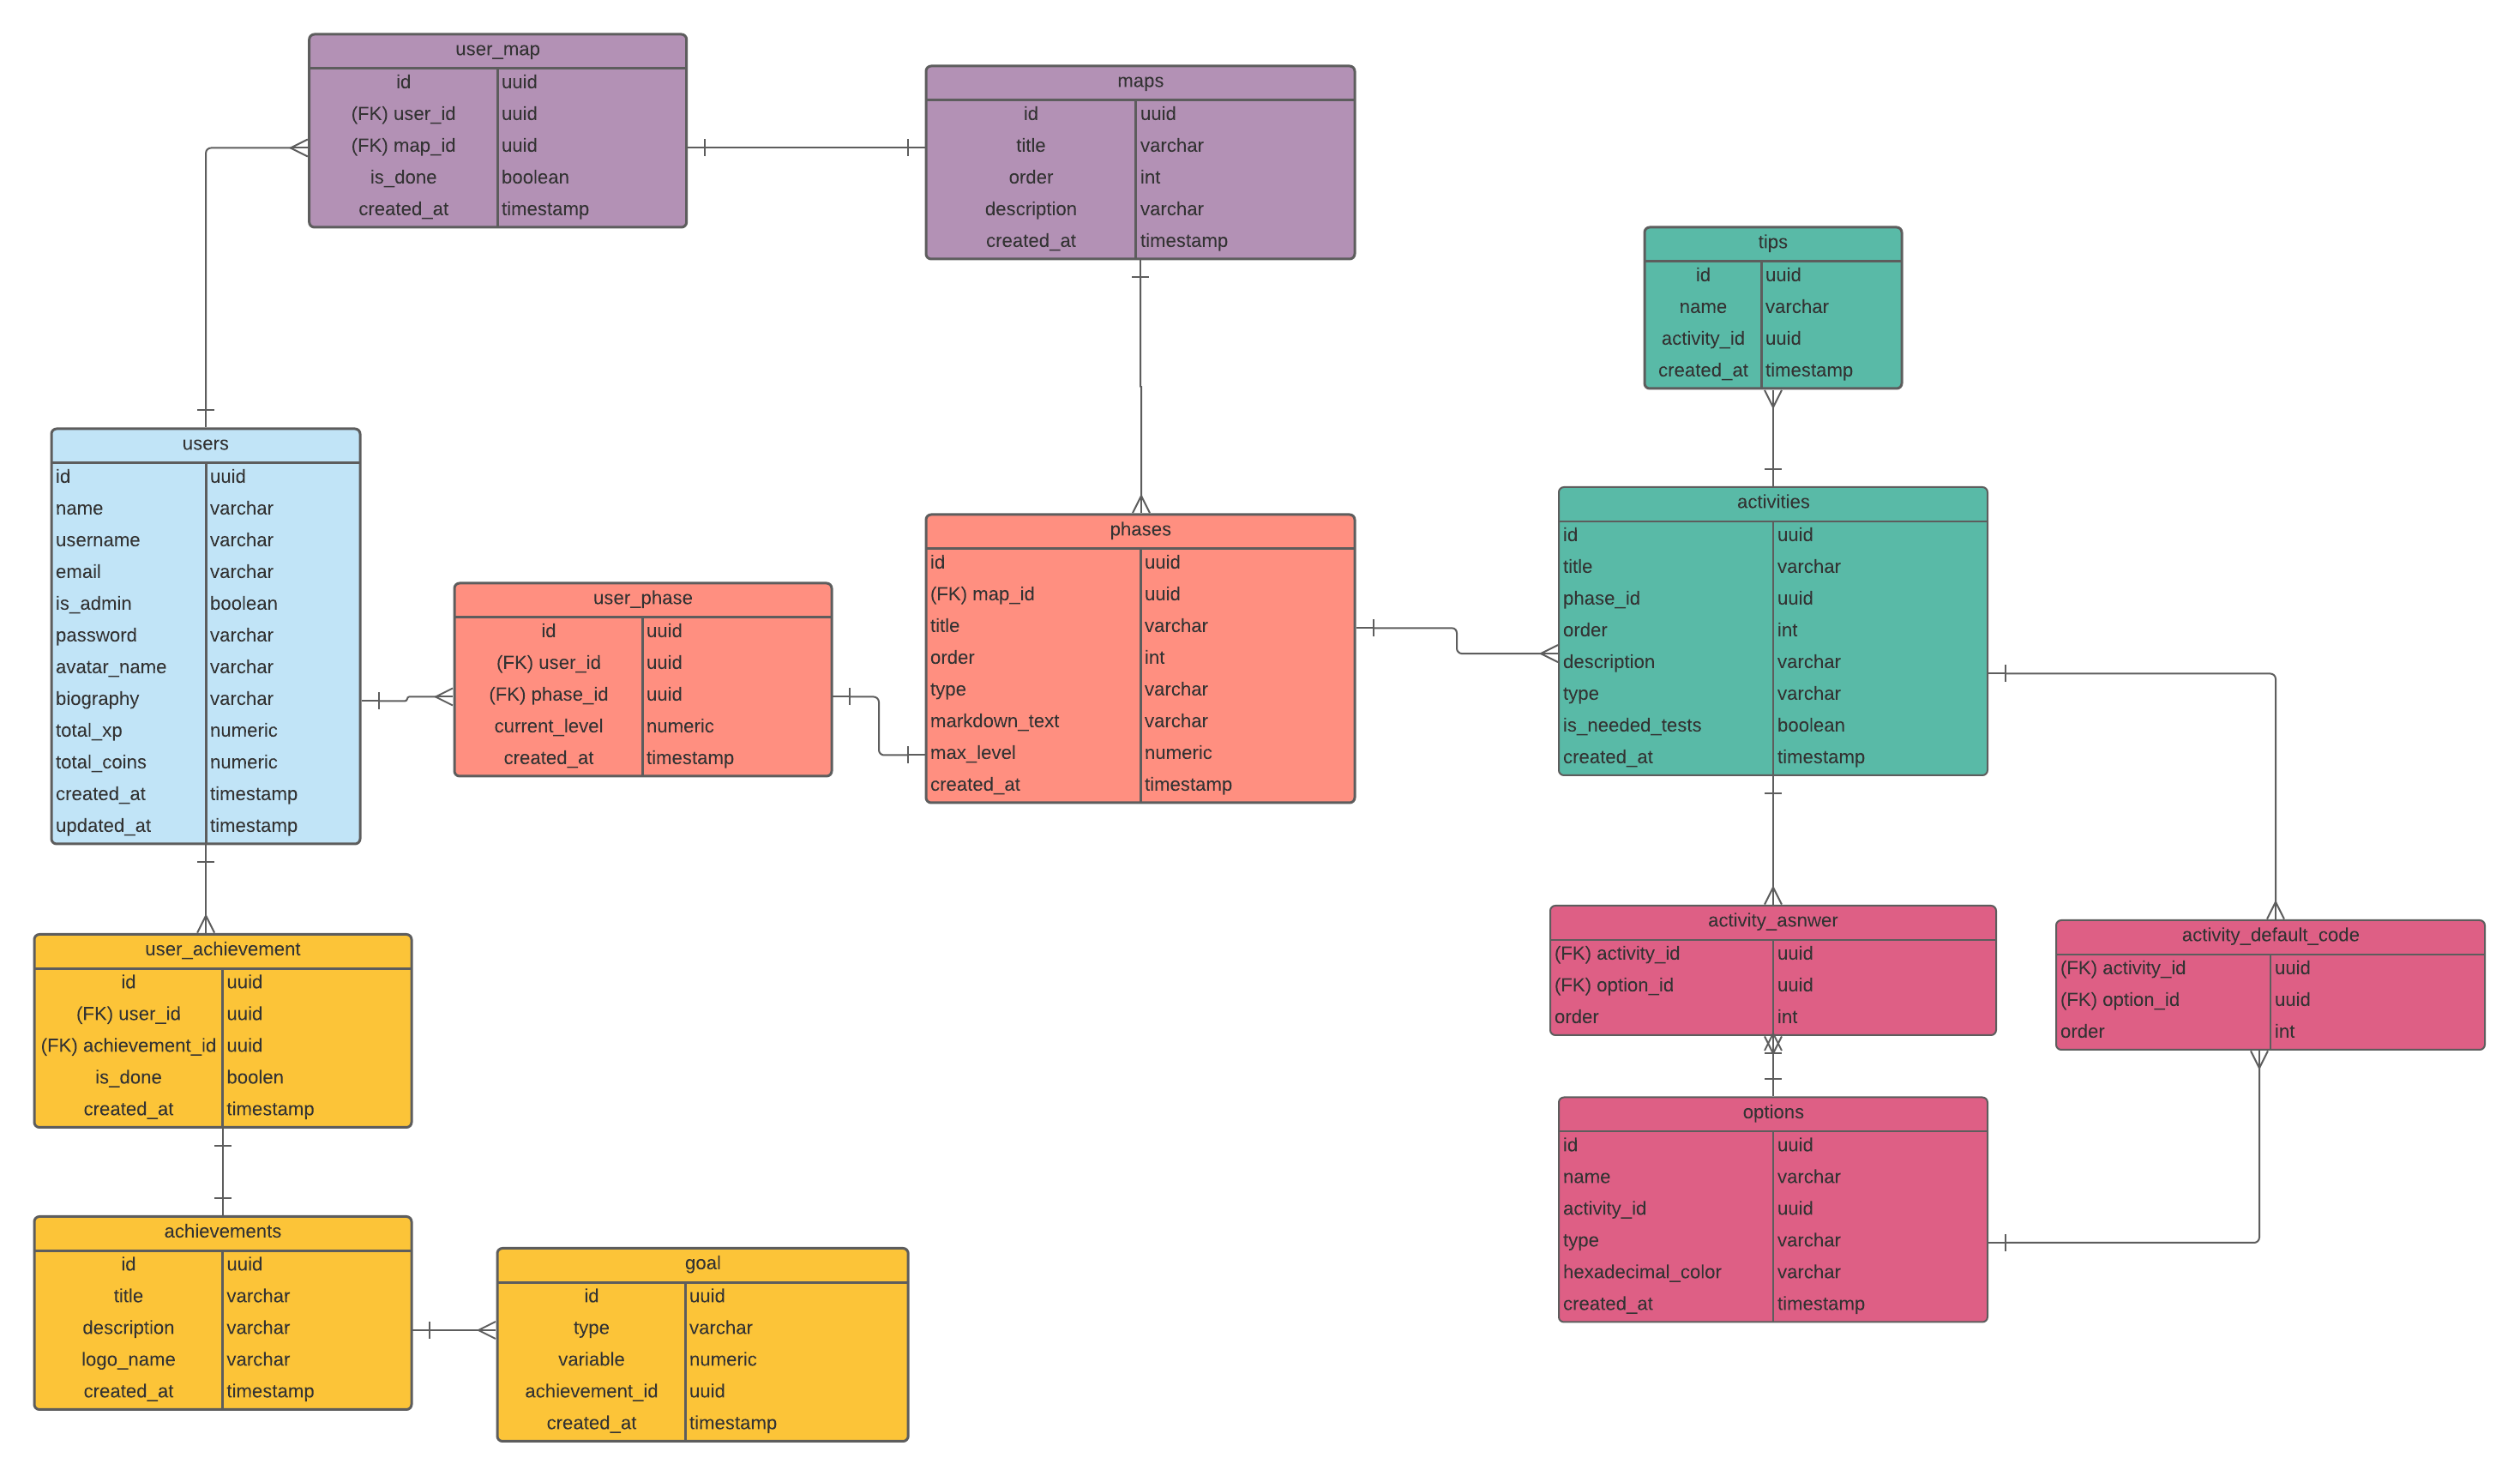 user_map
id uuid
(FK) user_id uuid
(FK) map_id uuid
is_done boolean
created_at timestamp
maps
id uuid
title varchar
order int
description varchar
created_at timestamp
tips
id uuid
name varchar
activity_id uuid
created_at timestamp
users
id uuid
name varchar
username varchar
email varchar
is_admin boolean
password varchar
avatar_name varchar
biography varchar
total_xp numeric
total_coins numeric
created_at timestamp
updated_at timestamp
user_phase
id uuid
(FK) user_id uuid
(FK) phase_id uuid
current_level numeric
created_at timestamp
phases
id uuid
(FK) map_id uuid
title varchar
order int
type varchar
markdown_text varchar
max_level numeric
created_at timestamp
activities
id uuid
title varchar
phase_id uuid
order int
description varchar
type varchar
is_needed_tests boolean
created_at timestamp
user_achievement
id uuid
(FK) user_id uuid
(FK) achievement_id uuid
is_done boolen
created_at timestamp
activity_asnwer
(FK) activity_id uuid
(FK) option_id uuid
order int
activity_default_code
(FK) activity_id uuid
(FK) option_id uuid
order int
options
id uuid
name varchar
activity_id uuid
type varchar
hexadecimal_color varchar
created_at timestamp
achievements
id uuid
title varchar
description varchar
logo_name varchar
created_at timestamp
goal
id uuid
type varchar
variable numeric
achievement_id uuid
created_at timestamp